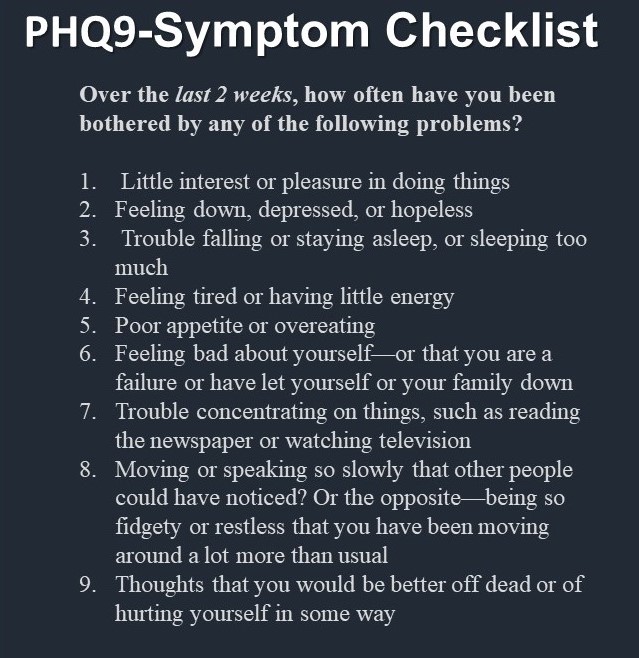 PHQ9-Symptom Checklist
Over the last 2 weeks, how often have you been
bothered by any of the following problems?
1. Little interest or pleasure in doing things
2. Feeling down, depressed, or hopeless
3. Trouble falling or staying asleep, or sleeping too
much
4. Feeling tired or having little energy
5. Poor appetite or overeating
6. Feeling bad about yourself—or that you are a
failure or have let yourself or your family down
7. Trouble concentrating on things, such as reading
the newspaper or watching television
8. Moving or speaking so slowly that other people
could have noticed? Or the opposite—being so
fidgety or restless that you have been moving
around a lot more than usual
9. Thoughts that you would be better off dead or of
hurting yourself in some way